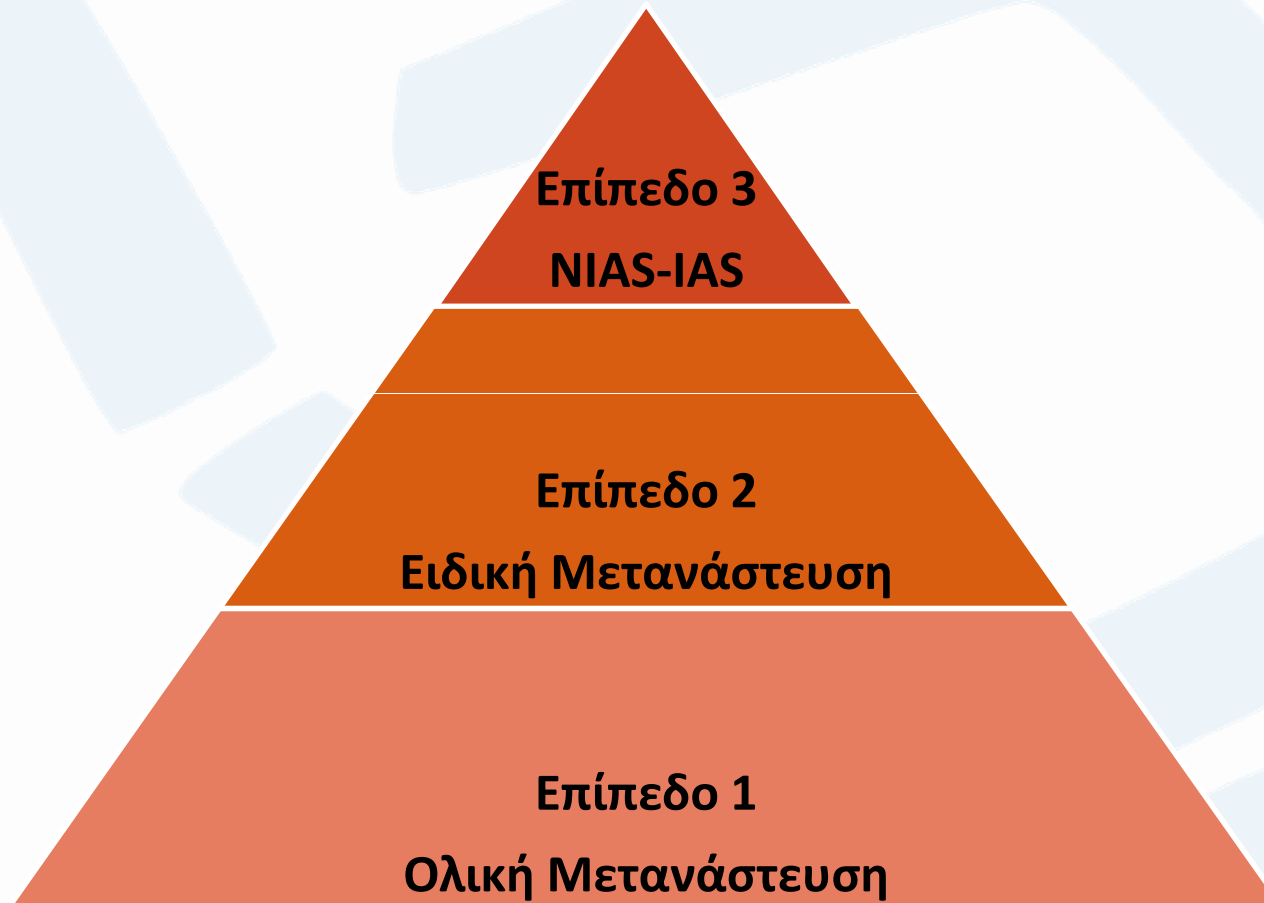 Επίπεδο 3
NIAS-IAS
Επίπεδο 2
Ειδική Μετανάστευση
Επίπεδο 1
Ολική Μετανάστευση